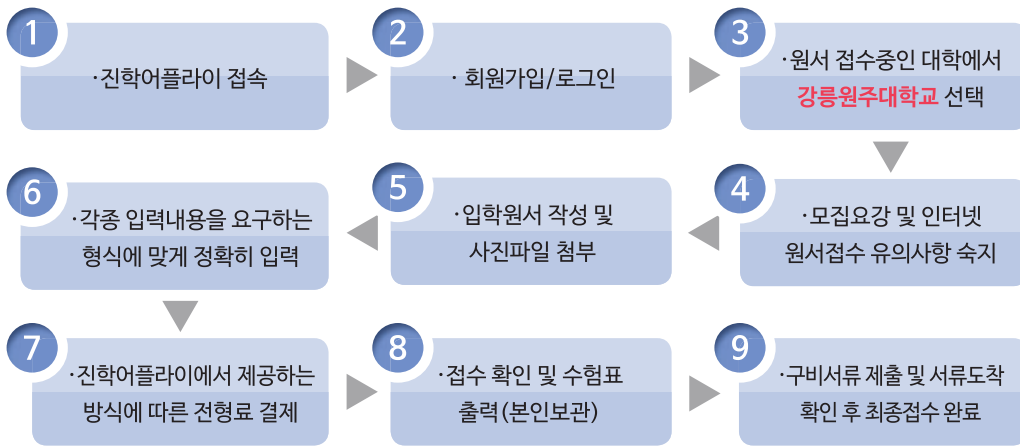 1
·진학어플라이 접속
2
· 회원가입/로그인
3
·원서 접수중인 대학에서
강릉원주대학교 선택
4
·모집요강 및 인터넷
원서접수 유의사항 숙지
5
·입학원서 작성 및
사진파일 첨부
6
·각종 입력내용을 요구하는
형식에 맞게 정확히 입력
7
·진학어플라이에서 제공하는
방식에 따른 전형료 결제
8
·접수 확인 및 수험표
출력(본인보관)
9
·구비서류 제출 및 서류도착
확인 후 최종접수 완료